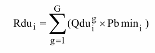 Rdu_i = \sum_{g=1}^{G} (Qdu_i^g × Pb min_i)